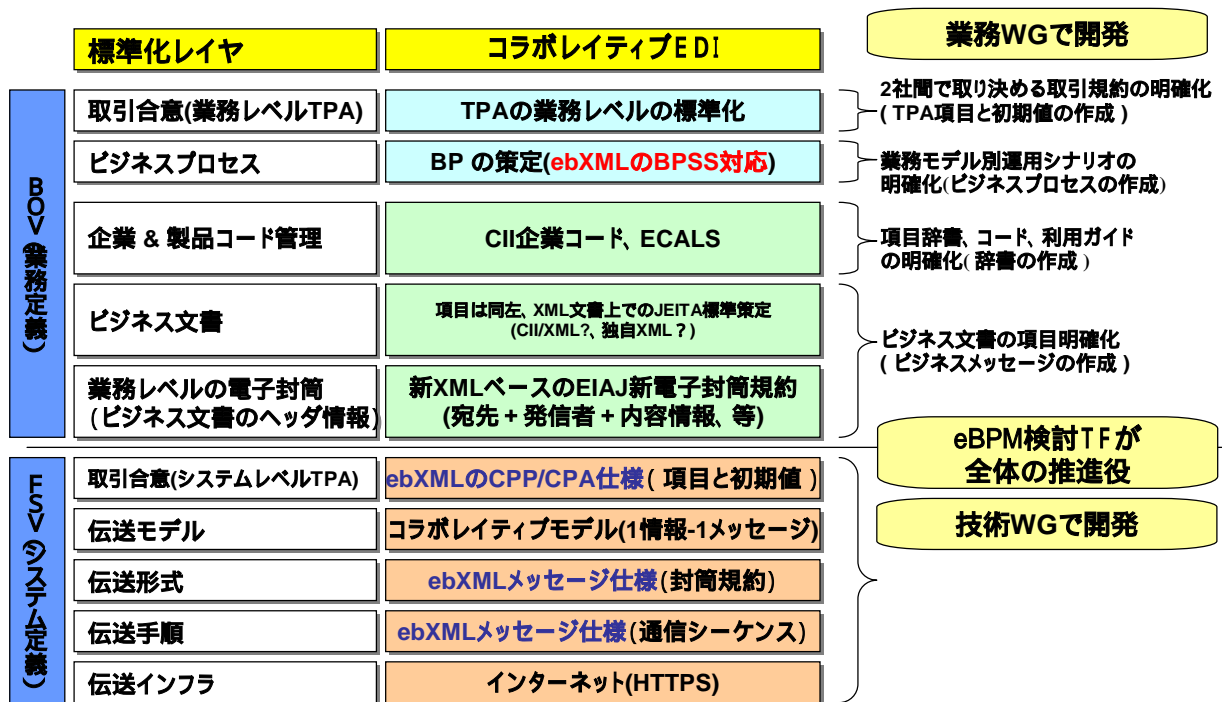 標準化レイヤ
コラボレイティブEDI
業務WGで開発
BOV(業務定義)
取引合意(業務レベルTPA)
TPAの業務レベルの標準化
2社間で取り決める取引規約の明確化
( TPA項目と初期値の作成 )
ビジネスプロセス
BP の策定(ebXMLのBPSS対応)
業務モデル別運用シナリオの
明確化(ビジネスプロセスの作成)
企業 & 製品コード管理
CII企業コード、ECALS
項目辞書、コード、利用ガイド
の明確化( 辞書の作成 )
ビジネス文書
項目は同左、XML文書上でのJEITA標準策定
(CII/XML?、独自XML?)
ビジネス文書の項目明確化
( ビジネスメッセージの作成 )
業務レベルの電子封筒
(ビジネス文書のヘッダ情報)
新XMLベースのEIAJ新電子封筒規約
(宛先 + 発信者 + 内容情報、等)
eBPM検討TFが
全体の推進役
FSV(システム定義)
取引合意(システムレベルTPA)
ebXMLのCPP/CPA仕様( 項目と初期値 )
伝送モデル
コラボレイティブモデル(1情報-1メッセージ)
技術WGで開発
伝送形式
ebXMLメッセージ仕様(封筒規約)
伝送手順
ebXMLメッセージ仕様(通信シーケンス)
伝送インフラ
インターネット(HTTPS)